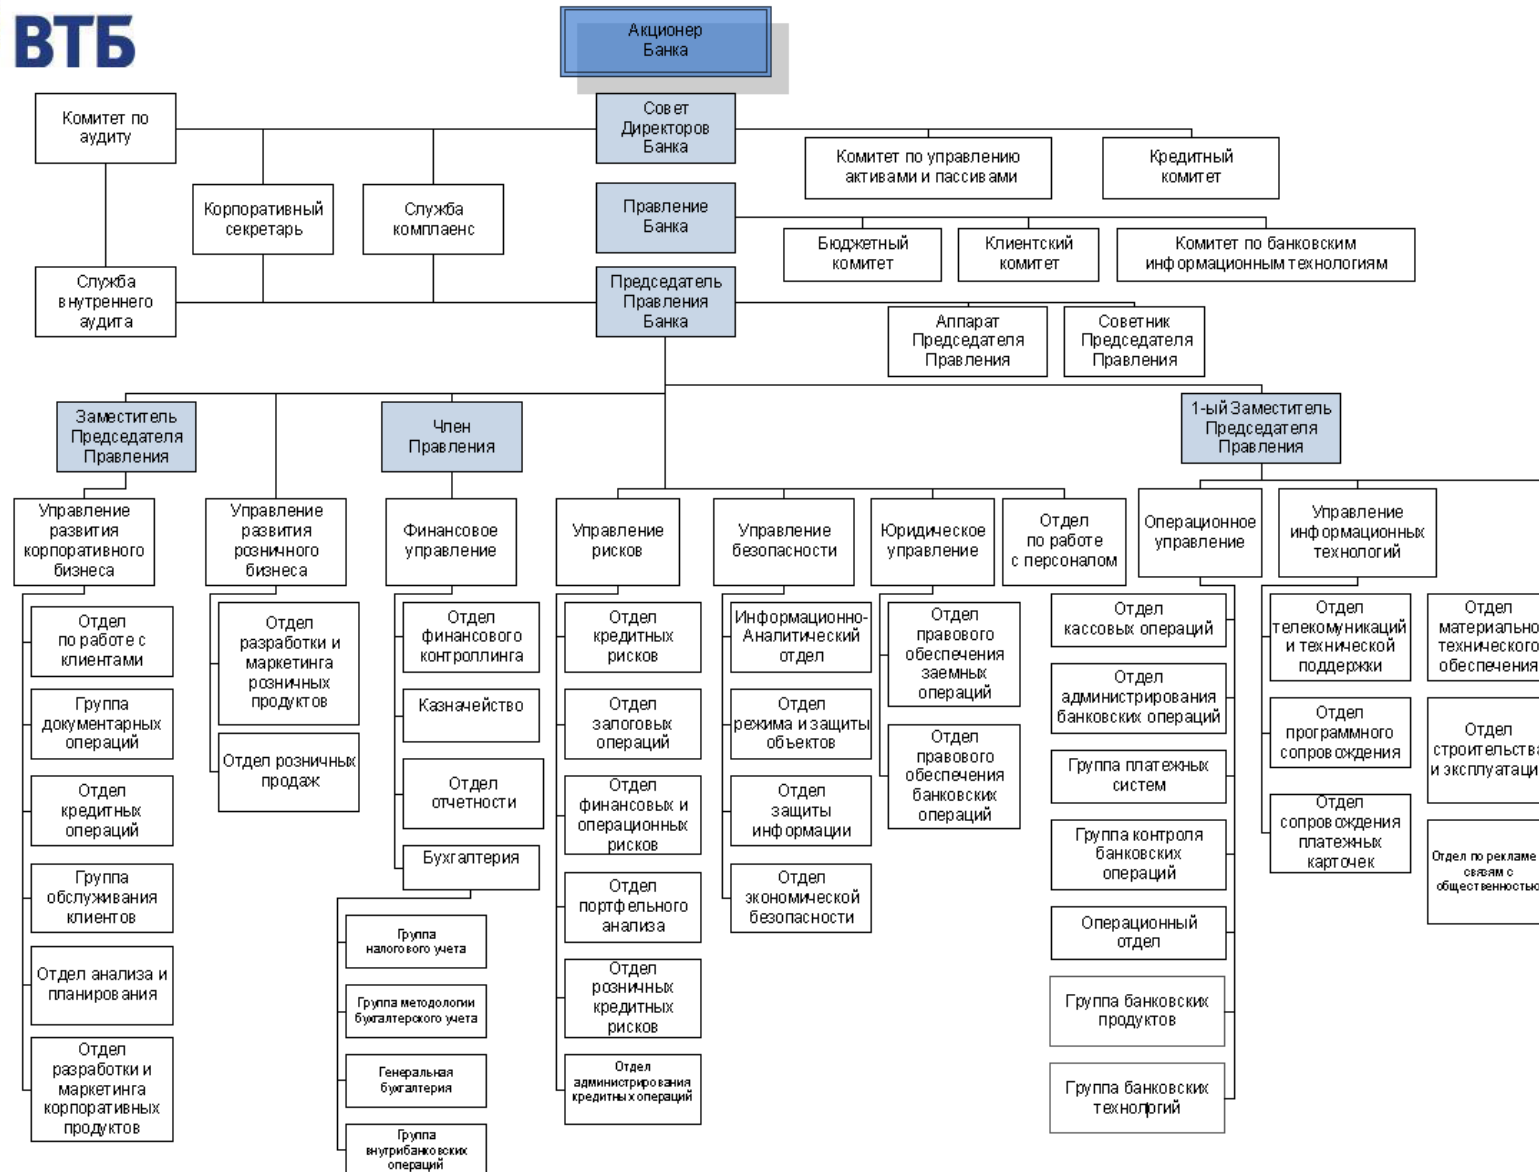 ВТБ
Акционер
Банка
Совет
Директоров
Банка
Комитет по
аудиту
Комитет по управлению
активами и пассивами
Кредитный
комитет
Корпоративный
секретарь
Служба
комплаенс
Правление
Банка
Бюджетный
комитет
Клиентский
комитет
Комитет по банковским
информационным технологиям
Служба
внутреннего
аудита
Председатель
Правления
Банка
Аппарат
Председателя
Правления
Советник
Председателя
Правления
Заместитель
Председателя
Правления
Член
Правления
1-ый Заместитель
Председателя
Правления
Управление
развития
корпоративного
бизнеса
Управление
развития
розничного
бизнеса
Финансовое
управление
Управление
рисков
Управление
безопасности
Юридическое
управление
Отдел
по работе
с персоналом
Операционное
управление
Управление
информационных
технологий
Отдел
по работе с
клиентами
Группа
документарных
операций
Отдел
кредитных
операций
Группа
обслуживания
клиентов
Отдел анализа и
планирования
Отдел
разработки и
маркетинга
корпоративных
продуктов
Отдел
разработки и
маркетинга
розничных
продуктов
Отдел розничных
продаж
Отдел
финансового
контроллинга
Казначейство
Отдел
отчетности
Бухгалтерия
Группа
налогового учета
Группа методологии
бухгалтерского учета
Генеральная
бухгалтерия
Группа
внутрибанковских
операций
Отдел
кредитных
рисков
Отдел
залоговых
операций
Отдел
финансовых и
операционных
рисков
Отдел
портфельного
анализа
Отдел
розничных
кредитных
рисков
Отдел
администрирования
кредитных операций
Информационно-
Аналитический
отдел
Отдел
режима и защиты
объектов
Отдел
защиты
информации
Отдел
экономической
безопасности
Отдел
правового
обеспечения
заемных
операций
Отдел
правового
обеспечения
банковских
операций
Отдел
кассовых операций
Отдел
администрирования
банковских операций
Группа платежных
систем
Группа контроля
банковских
операций
Операционный
отдел
Группа банковских
продуктов
Группа банковских
технологий
Отдел
телекомуникаций
и технической
поддержки
Отдел
программного
сопровождения
Отдел
сопровождения
платежных
карточек
Отдел
материально
технического
обеспечения
Отдел
строительства
и эксплуатаци
Отдел по рекламе
связям с
общественностью